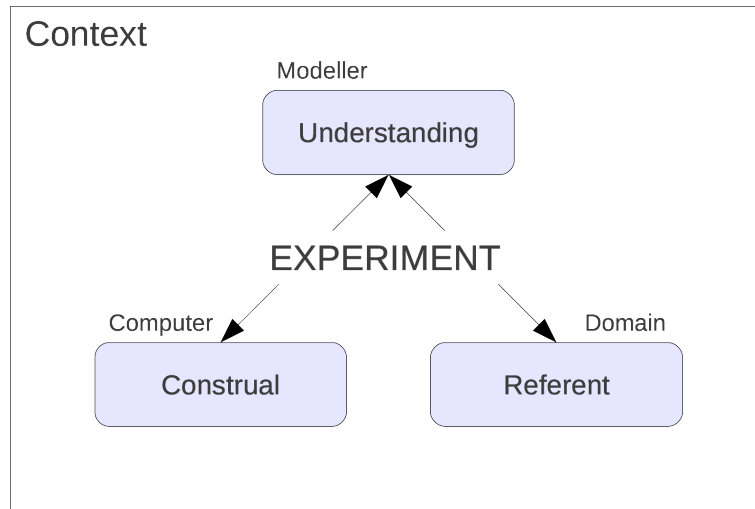 Context
Modeller
Understanding
EXPERIMENT
Computer
Domain
Construal
Referent